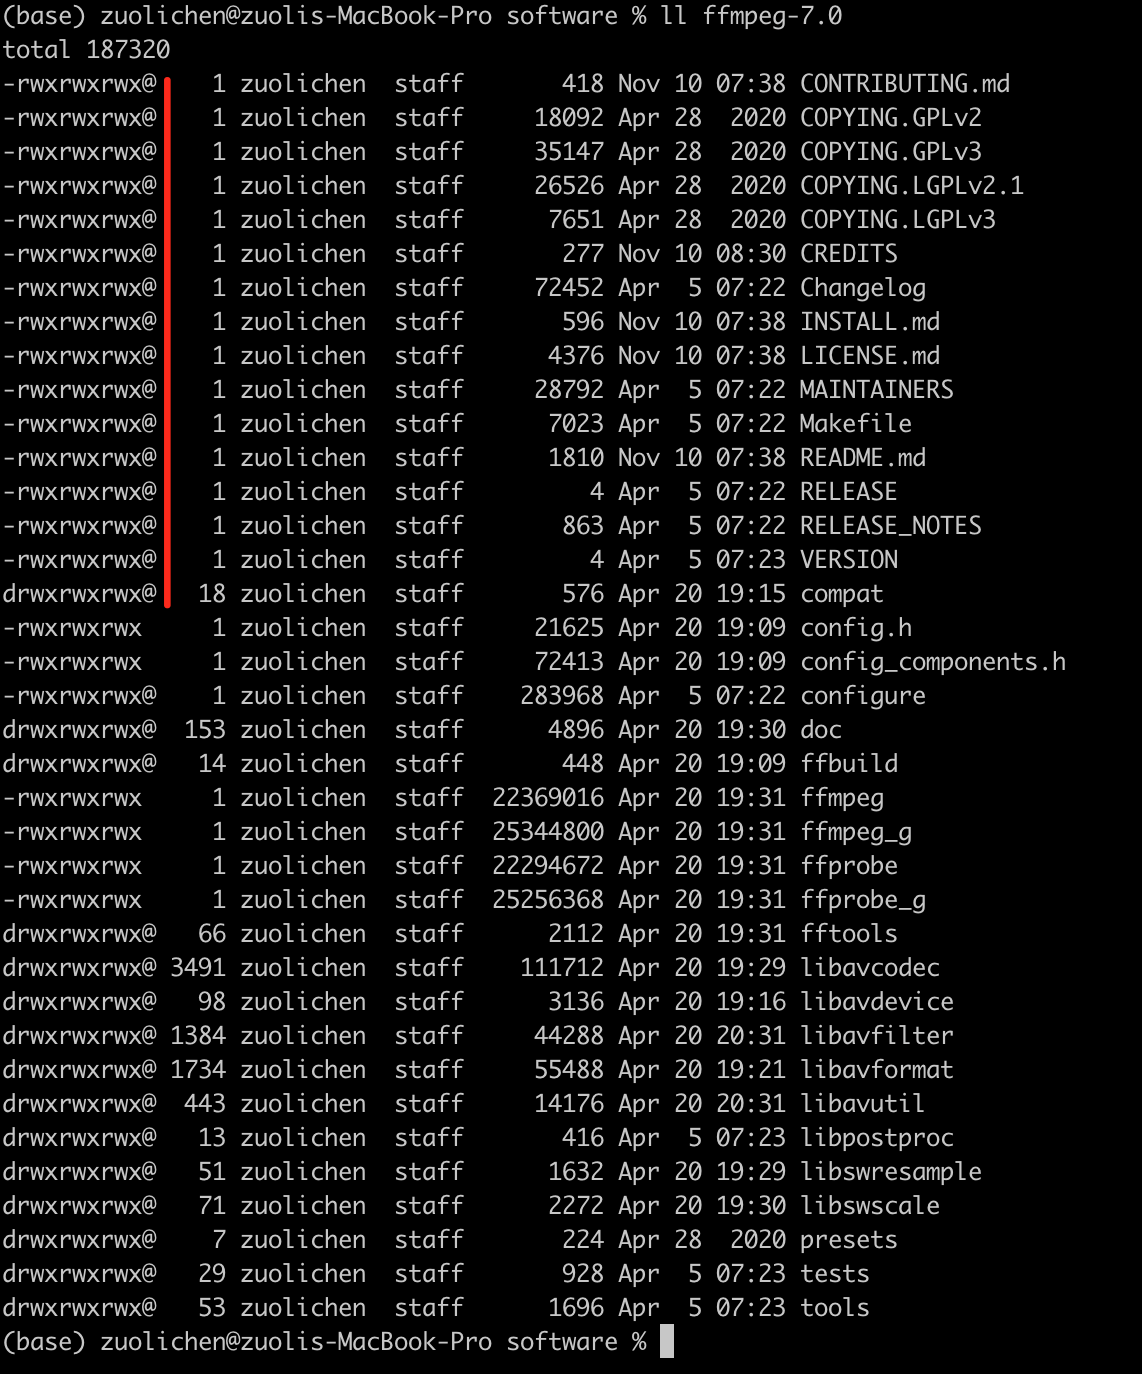 (base) zuolichen@zuolis-MacBook-Pro software % ll ffmpeg-7.0
total 187320
-rwxrwxrwx@    1 zuolichen  staff       418 Nov 10 07:38 CONTRIBUTING.md
-rwxrwxrwx@    1 zuolichen  staff     18092 Apr 28  2020 COPYING.GPLv2
-rwxrwxrwx@    1 zuolichen  staff     35147 Apr 28  2020 COPYING.GPLv3
-rwxrwxrwx@    1 zuolichen  staff     26526 Apr 28  2020 COPYING.LGPLv2.1
-rwxrwxrwx@    1 zuolichen  staff      7651 Apr 28  2020 COPYING.LGPLv3
-rwxrwxrwx@    1 zuolichen  staff       277 Nov 10 08:30 CREDITS
-rwxrwxrwx@    1 zuolichen  staff     72452 Apr  5 07:22 Changelog
-rwxrwxrwx@    1 zuolichen  staff       596 Nov 10 07:38 INSTALL.md
-rwxrwxrwx@    1 zuolichen  staff      4376 Nov 10 07:38 LICENSE.md
-rwxrwxrwx@    1 zuolichen  staff     28792 Apr  5 07:22 MAINTAINERS
-rwxrwxrwx@    1 zuolichen  staff      7023 Apr  5 07:22 Makefile
-rwxrwxrwx@    1 zuolichen  staff      1810 Nov 10 07:38 README.md
-rwxrwxrwx@    1 zuolichen  staff         4 Apr  5 07:22 RELEASE
-rwxrwxrwx@    1 zuolichen  staff       863 Apr  5 07:22 RELEASE_NOTES
-rwxrwxrwx@    1 zuolichen  staff         4 Apr  5 07:23 VERSION
drwxrwxrwx@   18 zuolichen  staff       576 Apr 20 19:15 compat
-rwxrwxrwx     1 zuolichen  staff     21625 Apr 20 19:09 config.h
-rwxrwxrwx     1 zuolichen  staff     72413 Apr 20 19:09 config_components.h
-rwxrwxrwx@    1 zuolichen  staff    283968 Apr  5 07:22 configure
drwxrwxrwx@  153 zuolichen  staff      4896 Apr 20 19:30 doc
drwxrwxrwx@   14 zuolichen  staff       448 Apr 20 19:09 ffbuild
-rwxrwxrwx     1 zuolichen  staff  22369016 Apr 20 19:31 ffmpeg
-rwxrwxrwx     1 zuolichen  staff  25344800 Apr 20 19:31 ffmpeg_g
-rwxrwxrwx     1 zuolichen  staff  22294672 Apr 20 19:31 ffprobe
-rwxrwxrwx     1 zuolichen  staff  25256368 Apr 20 19:31 ffprobe_g
drwxrwxrwx@   66 zuolichen  staff      2112 Apr 20 19:31 fftools
drwxrwxrwx@ 3491 zuolichen  staff    111712 Apr 20 19:29 libavcodec
drwxrwxrwx@   98 zuolichen  staff      3136 Apr 20 19:16 libavdevice
drwxrwxrwx@ 1384 zuolichen  staff     44288 Apr 20 20:31 libavfilter
drwxrwxrwx@ 1734 zuolichen  staff     55488 Apr 20 19:21 libavformat
drwxrwxrwx@  443 zuolichen  staff     14176 Apr 20 20:31 libavutil
drwxrwxrwx@   13 zuolichen  staff       416 Apr  5 07:23 libpostproc
drwxrwxrwx@   51 zuolichen  staff      1632 Apr 20 19:29 libswresample
drwxrwxrwx@   71 zuolichen  staff      2272 Apr 20 19:30 libswscale
drwxrwxrwx@    7 zuolichen  staff       224 Apr 28  2020 presets
drwxrwxrwx@   29 zuolichen  staff       928 Apr  5 07:23 tests
drwxrwxrwx@   53 zuolichen  staff      1696 Apr  5 07:23 tools
(base) zuolichen@zuolis-MacBook-Pro software %